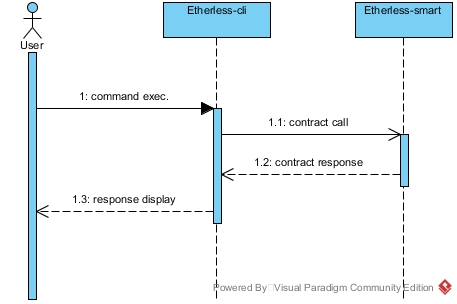 Etherless-cli
Etherless-smart
User
1: command exec.
1.1: contract call
1.2: contract response
1.3: response display
Powered By Visual Paradigm Community Edition